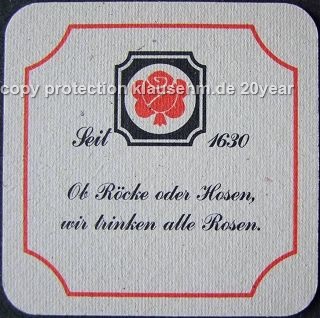 copy protection klausehm.de 20year
Seit 1630
Ob Röcke oder Hosen,
wir trinken alle Rosen.